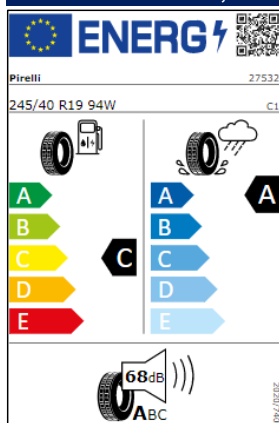 ENERG
Pirelli 27532
245/40 R19 94W C1
A A A
B B
C C C
D D
E E
68dB
ABC
2020/740